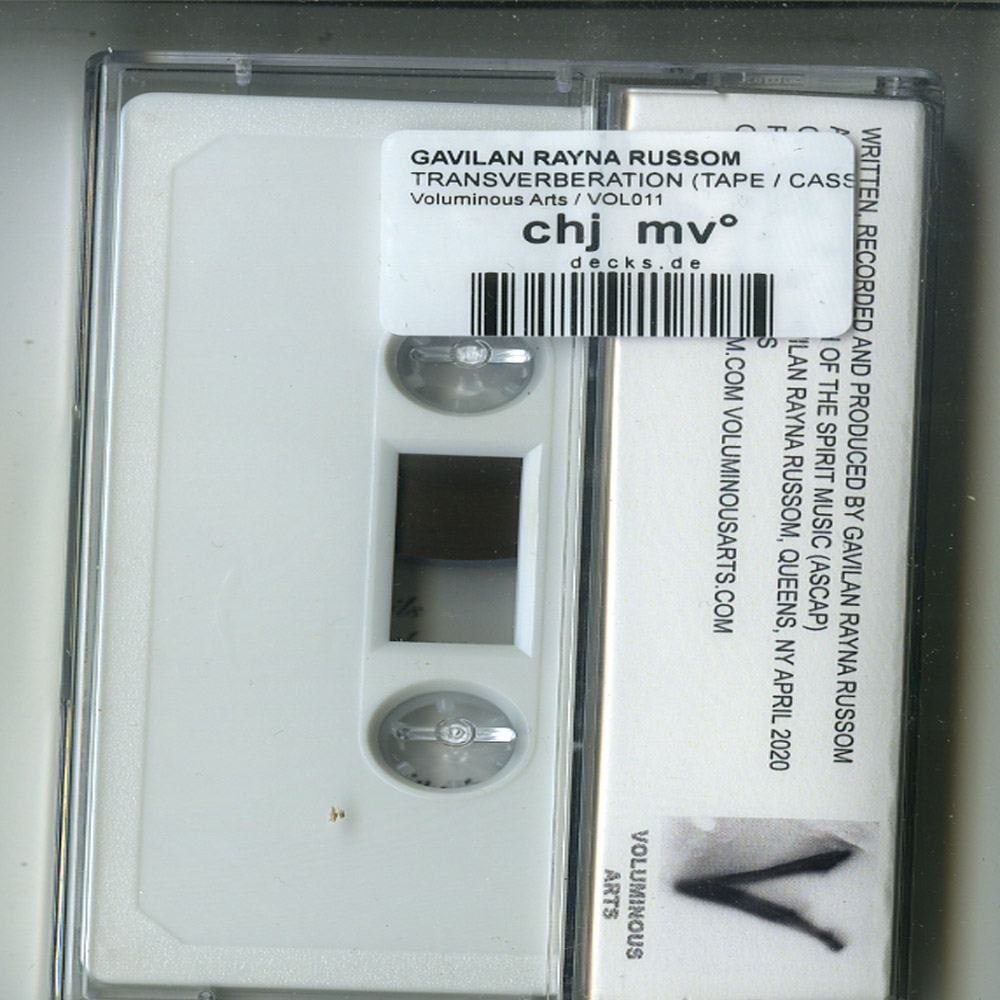 GAVILAN RAYNA RUSSOM
TRANSVERBERATION (TAPE / CASS
Voluminous Arts / VOL011
chj mv°
decks.de
WRITTEN, RECORDED AND PRODUCED BY GAVILAN RAYNA RUSSOM
OF THE SPIRIT MUSIC (ASCAP)
RAYNA RUSSOM, QUEENS, NY APRIL 2020
.COM VOLUMINOUSARTS.COM
VOLUMINOUS
ARTS